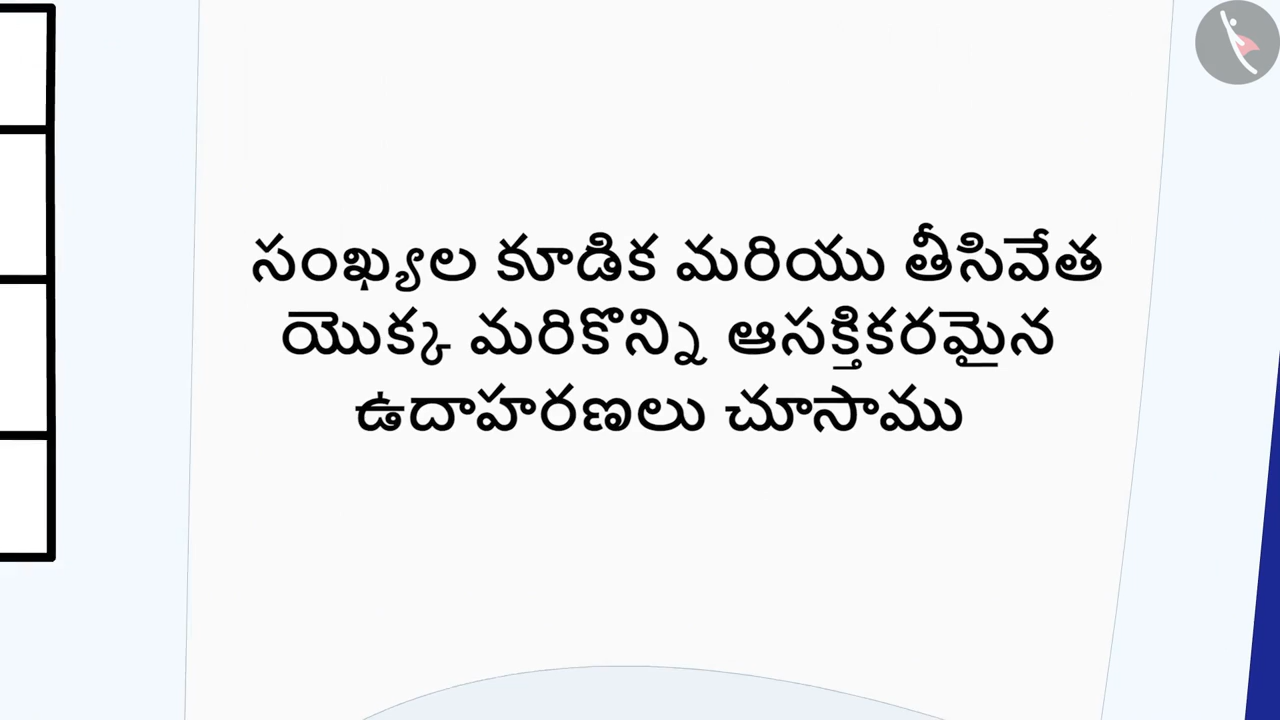 సంఖ్యల కూడిక మరియు తీసివేత
యొక్క మరికొన్ని ఆసక్తికరమైన
ఉదాహరణలు చూసాము